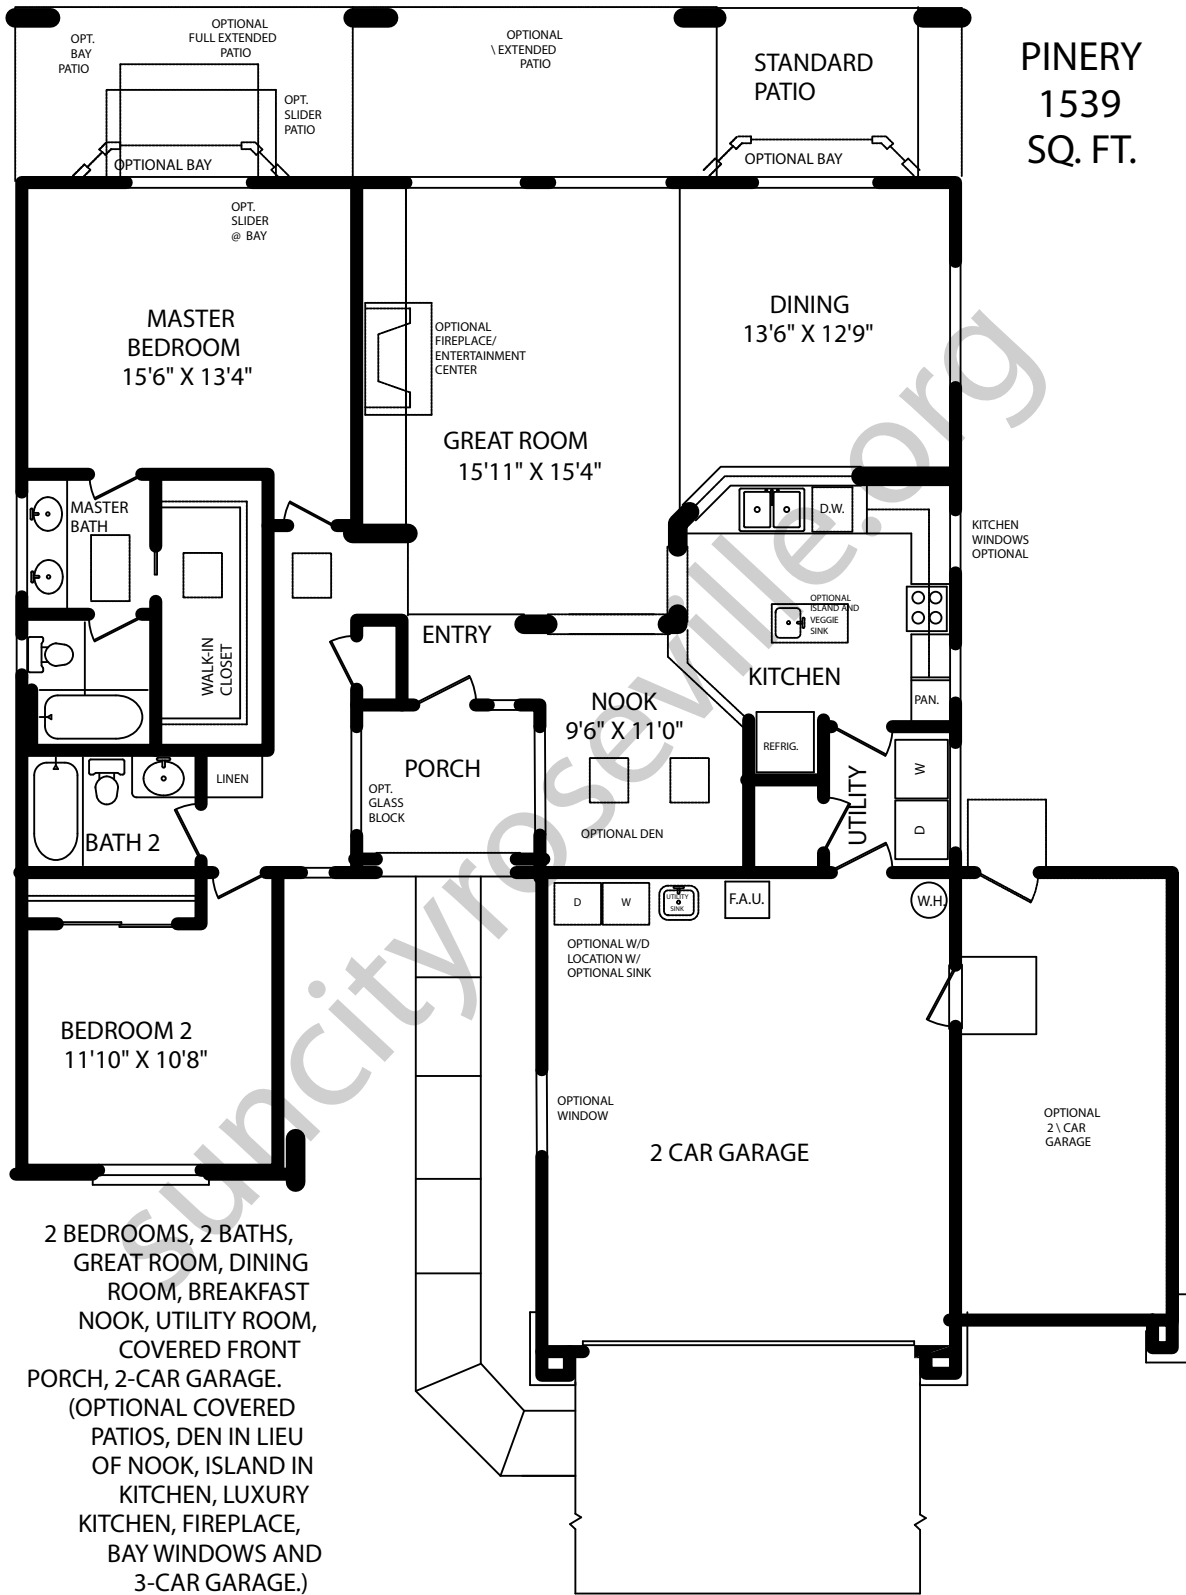 OPTIONAL
FULL EXTENDED
PATIO
OPT.
BAY
PATIO
OPT.
SLIDER
PATIO
OPTIONAL BAY
OPTIONAL
\ EXTENDED
PATIO
STANDARD
PATIO
OPTIONAL BAY
PINERY
1539
SQ. FT.
OPT.
SLIDER
@ BAY
MASTER
BEDROOM
15'6" X 13'4"
OPTIONAL
FIREPLACE/
ENTERTAINMENT
CENTER
DINING
13'6" X 12'9"
GREAT ROOM
15'11" X 15'4"
MASTER
BATH
D.W.
KITCHEN
WINDOWS
OPTIONAL
OPTIONAL
ISLAND AND
VEGGIE
SINK
WALK-IN
CLOSET
ENTRY
KITCHEN
PAN.
NOOK
9'6" X 11'0"
REFRIG.
PORCH
OPT.
GLASS
BLOCK
LINEN
BATH 2
OPTIONAL DEN
UTILITY
W
D
D
W
UTILITY
SINK
F.A.U.
W.H.
OPTIONAL W/D
LOCATION W/
OPTIONAL SINK
BEDROOM 2
11'10" X 10'8"
OPTIONAL
WINDOW
2 CAR GARAGE
OPTIONAL
2 \ CAR
GARAGE
2 BEDROOMS, 2 BATHS,
GREAT ROOM, DINING
ROOM, BREAKFAST
NOOK, UTILITY ROOM,
COVERED FRONT
PORCH, 2-CAR GARAGE.
(OPTIONAL COVERED
PATIOS, DEN IN LIEU
OF NOOK, ISLAND IN
KITCHEN, LUXURY
KITCHEN, FIREPLACE,
BAY WINDOWS AND
3-CAR GARAGE.)
suncityroseville.org